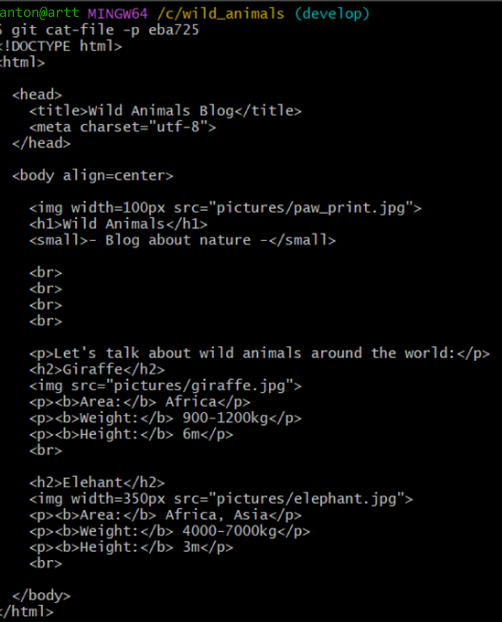 anton@artt MINGW64 /c/wild_animals (develop)
$ git cat-file -p eba725
<!DOCTYPE html>
<html>
<head>
<title>Wild Animals Blog</title>
<meta charset="utf-8">
</head>
<body align=center>
<img width=100px src="pictures/paw_print.jpg">
<h1>Wild Animals</h1>
<small>- Blog about nature -</small>
<br>
<br>
<br>
<br>
<p>Let's talk about wild animals around the world:</p>
<h2>Giraffe</h2>
<img src="pictures/giraffe.jpg">
<p><b>Area:</b> Africa</p>
<p><b>Weight:</b> 900-1200kg</p>
<p><b>Height:</b> 6m</p>
<br>
<h2>Elehant</h2>
<img width=350px src="pictures/elephant.jpg">
<p><b>Area:</b> Africa, Asia</p>
<p><b>Weight:</b> 4000-7000kg</p>
<p><b>Height:</b> 3m</p>
<br>
</body>
</html>